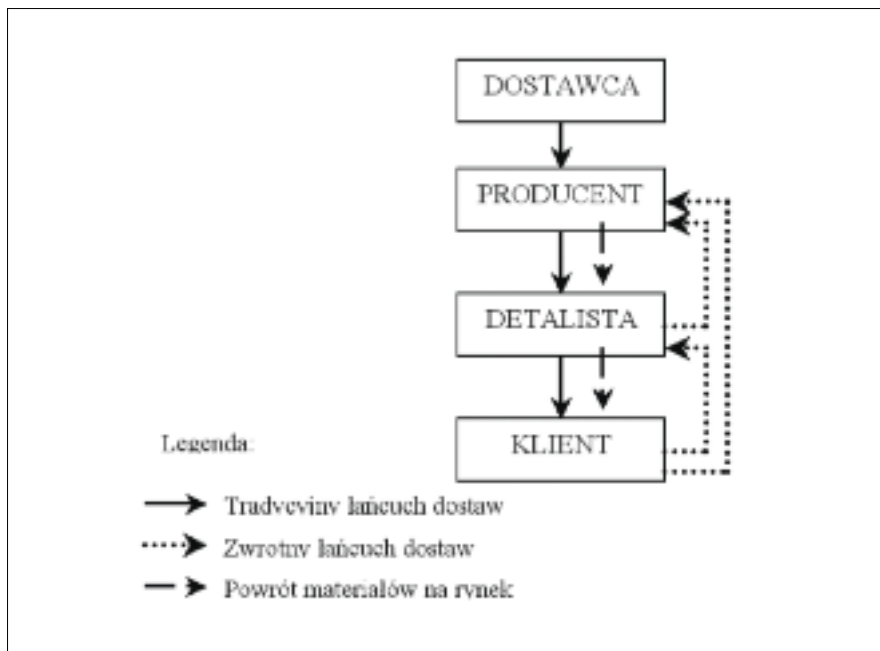 DOSTAWCA
PRODUCENT
DETALISTA
KLIENT
Legenda:
Tradycyjny łańcuch dostaw
Zwrotny łańcuch dostaw
Powrót materiałów na rynek